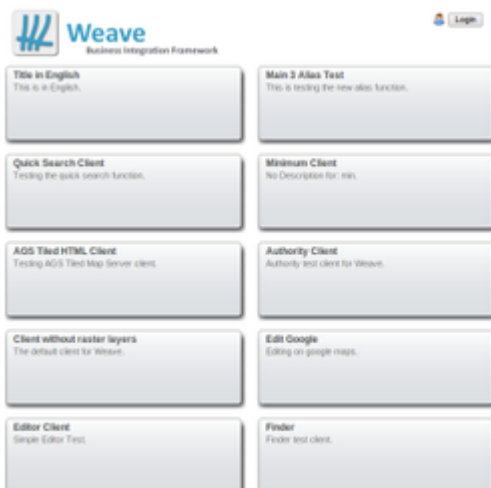 Weave
Login
Business Integration Framework
Title in English
This is in English.
Main 3 Alias Test
This is testing the new alias function.
Quick Search Client
Testing the quick search function.
Minimum Client
No Description for: min.
AGS Tiled HTML Client
Testing AGS Tiled Map Server client.
Authority Client
Authority test client for Weave.
Client without raster layers
The default client for Weave.
Edit Google
Editing on google maps.
Editor Client
Simple Editor Test.
Finder
Finder test client.